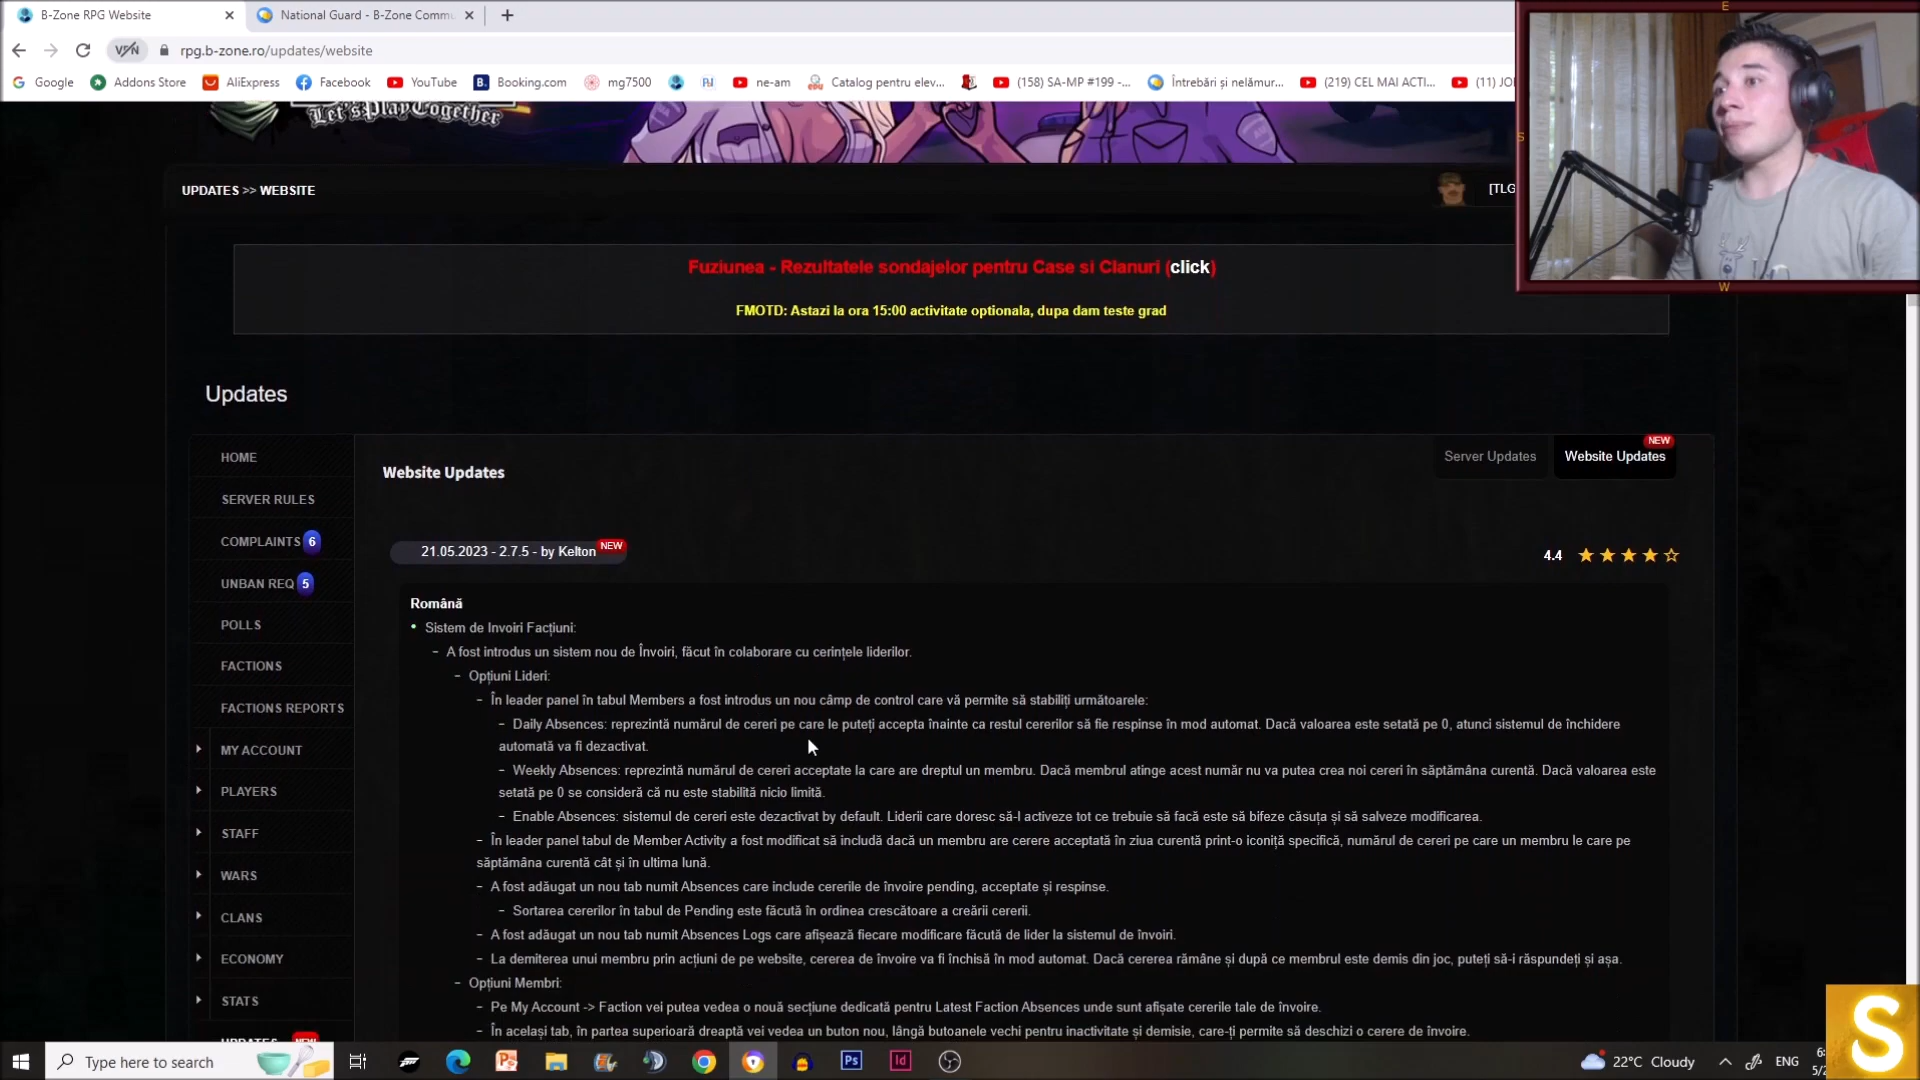 B-Zone RPG Website
National Guard - B-Zone Commu
VPN
rpg.b-zone.ro/updates/website
Google
Addons Store
AliExpress
Facebook
YouTube
Booking.com
mg7500
ne-am
Catalog pentru elev...
(158) SA-MP #199 -...
Întrebări și nelămur...
(219) CEL MAI ACTI...
(11) JO
Let'sPlayTogether
UPDATES >> WEBSITE
[TLG
E
S
W
Fuziunea - Rezultatele sondajelor pentru Case si Clanuri (click)
FMOTD: Astazi la ora 15:00 activitate optionala, dupa dam teste grad
Updates
HOME
SERVER RULES
COMPLAINTS 6
UNBAN REQ 5
POLLS
FACTIONS
FACTIONS REPORTS
MY ACCOUNT
PLAYERS
STAFF
WARS
CLANS
ECONOMY
STATS
UPDATES NEW
Website Updates
Server Updates
Website Updates NEW
21.05.2023 - 2.7.5 - by Kelton NEW
4.4
Română
Sistem de Invoiri Facțiuni:
− A fost introdus un sistem nou de Învoiri, făcut în colaborare cu cerințele liderilor.
− Opțiuni Lideri:
− În leader panel în tabul Members a fost introdus un nou câmp de control care vă permite să stabiliți următoarele:
− Daily Absences: reprezintă numărul de cereri pe care le puteți accepta înainte ca restul cererilor să fie respinse în mod automat. Dacă valoarea este setată pe 0, atunci sistemul de închidere
automată va fi dezactivat.
− Weekly Absences: reprezintă numărul de cereri acceptate la care are dreptul un membru. Dacă membrul atinge acest număr nu va putea crea noi cereri în săptămâna curentă. Dacă valoarea este
setată pe 0 se consideră că nu este stabilită nicio limită.
− Enable Absences: sistemul de cereri este dezactivat by default. Liderii care doresc să-l activeze tot ce trebuie să facă este să bifeze căsuța și să salveze modificarea.
− În leader panel tabul de Member Activity a fost modificat să includă dacă un membru are cerere acceptată în ziua curentă print-o iconiță specifică, numărul de cereri pe care un membru le care pe
săptămâna curentă cât și în ultima lună.
− A fost adăugat un nou tab numit Absences care include cererile de învoire pending, acceptate și respinse.
− Sortarea cererilor în tabul de Pending este făcută în ordinea crescătoare a creării cererii.
− A fost adăugat un nou tab numit Absences Logs care afișează fiecare modificare făcută de lider la sistemul de învoiri.
− La demiterea unui membru prin acțiuni de pe website, cererea de învoire va fi închisă în mod automat. Dacă cererea rămâne și după ce membrul este demis din joc, puteți să-i răspundeți și așa.
− Opțiuni Membri:
− Pe My Account -> Faction vei putea vedea o nouă secțiune dedicată pentru Latest Faction Absences unde sunt afișate cererile tale de învoire.
− În același tab, în partea superioară dreaptă vei vedea un buton nou, lângă butoanele vechi pentru inactivitate și demisie, care-ți permite să deschizi o cerere de învoire.
S
Type here to search
Ps
Id
22°C Cloudy
ENG
6:
5/2